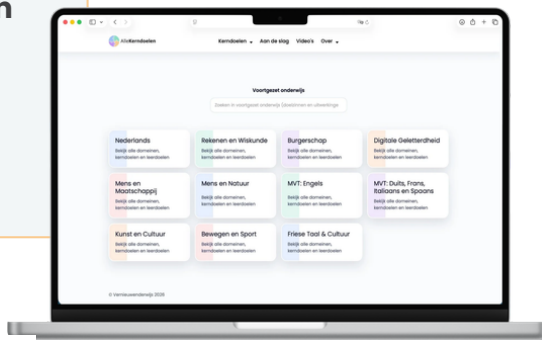 n
AlleKerndoelen
Kerndoelen
Aan de slag
Video's
Over
Voortgezet onderwijs
Zoeken in voortgezet onderwijs
Nederlands
Bekijk alle domeinen,
kerndoelen en leerdoelen
Rekenen en Wiskunde
Bekijk alle domeinen,
kerndoelen en leerdoelen
Burgerschap
Bekijk alle domeinen,
kerndoelen en leerdoelen
Digitale Geletterdheid
Bekijk alle domeinen,
kerndoelen en leerdoelen
Mens en
Maatschappij
Bekijk alle domeinen,
kerndoelen en leerdoelen
Mens en Natuur
Bekijk alle domeinen,
kerndoelen en leerdoelen
MVT: Engels
Bekijk alle domeinen,
kerndoelen en leerdoelen
MVT: Duits, Frans,
Italiaans en Spaans
Bekijk alle domeinen,
kerndoelen en leerdoelen
Kunst en Cultuur
Bekijk alle domeinen,
kerndoelen en leerdoelen
Bewegen en Sport
Bekijk alle domeinen,
kerndoelen en leerdoelen
Friese Taal & Cultuur
Bekijk alle domeinen,
kerndoelen en leerdoelen